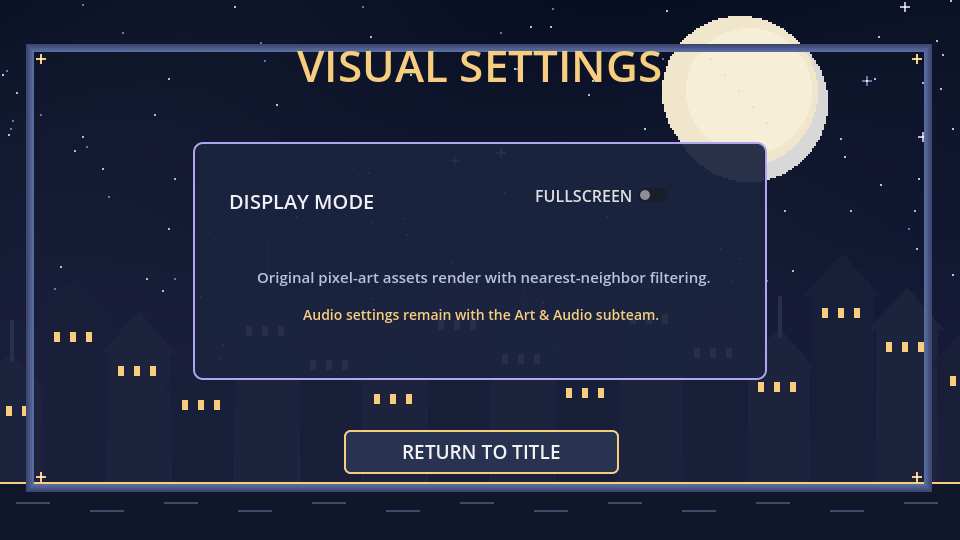 VISUAL SETTINGS
DISPLAY MODE
FULLSCREEN
Original pixel-art assets render with nearest-neighbor filtering.
Audio settings remain with the Art & Audio subteam.
RETURN TO TITLE